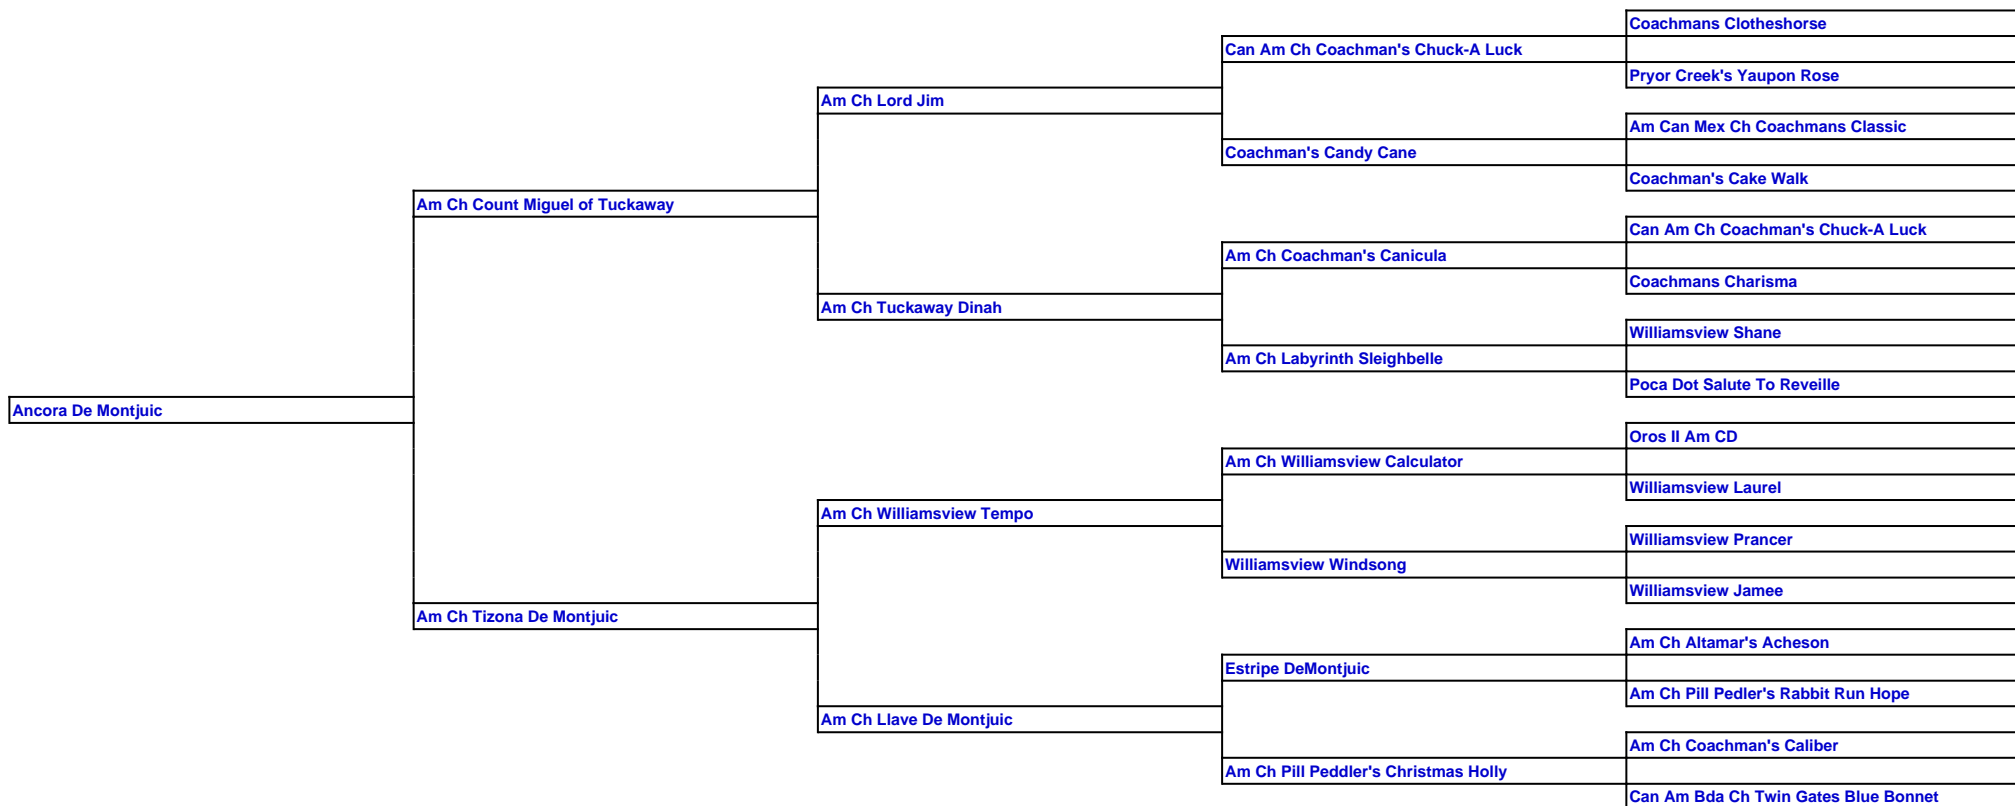 Coachmans Clotheshorse
Can Am Ch Coachman's Chuck-A Luck
Pryor Creek's Yaupon Rose
Am Ch Lord Jim
Am Can Mex Ch Coachmans Classic
Coachman's Candy Cane
Coachman's Cake Walk
Am Ch Count Miguel of Tuckaway
Can Am Ch Coachman's Chuck-A Luck
Am Ch Coachman's Canicula
Coachmans Charisma
Am Ch Tuckaway Dinah
Williamsview Shane
Am Ch Labyrinth Sleighbelle
Poca Dot Salute To Reveille
Ancora De Montjuic
Oros II Am CD
Am Ch Williamsview Calculator
Williamsview Laurel
Am Ch Williamsview Tempo
Williamsview Prancer
Williamsview Windsong
Williamsview Jamee
Am Ch Tizona De Montjuic
Am Ch Altamar's Acheson
Estripe DeMontjuic
Am Ch Pill Pedler's Rabbit Run Hope
Am Ch Llave De Montjuic
Am Ch Coachman's Caliber
Am Ch Pill Peddler's Christmas Holly
Can Am Bda Ch Twin Gates Blue Bonnet